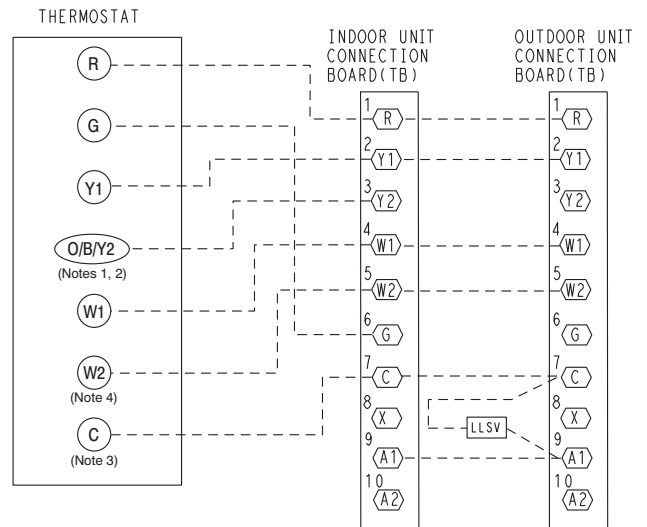 THERMOSTAT
R
G
Y1
O/B/Y2
(Notes 1, 2)
W1
W2
(Note 4)
C
(Note 3)
INDOOR UNIT
CONNECTION
BOARD(TB)
1
R
2
Y1
3
Y2
4
W1
5
W2
6
G
7
C
8
X
9
A1
10
A2
LLSV
OUTDOOR UNIT
CONNECTION
BOARD(TB)
1
R
2
Y1
3
Y2
4
W1
5
W2
6
G
7
C
8
X
9
A1
10
A2